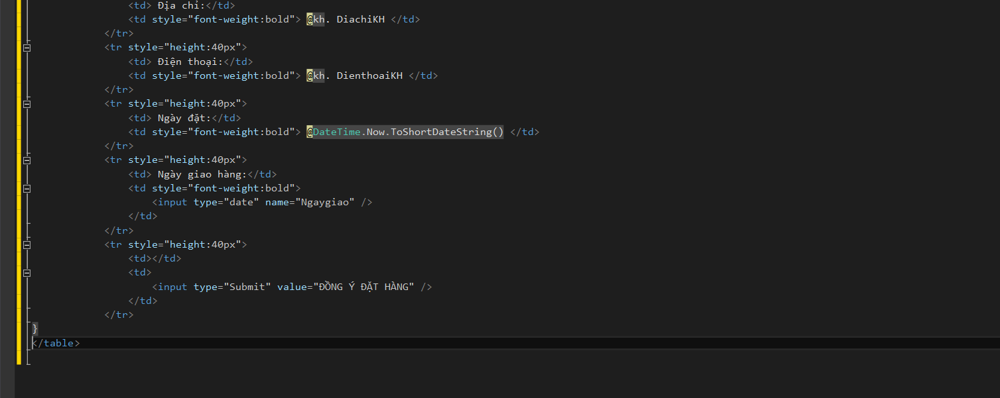 <td> Địa chỉ:</td>
<td style="font-weight:bold"> @kh. DiachiKH </td>
</tr>
<tr style="height:40px">
<td> Điện thoại:</td>
<td style="font-weight:bold"> @kh. DienthoaiKH </td>
</tr>
<tr style="height:40px">
<td> Ngày đặt:</td>
<td style="font-weight:bold"> @DateTime.Now.ToShortDateString() </td>
</tr>
<tr style="height:40px">
<td> Ngày giao hàng:</td>
<td style="font-weight:bold">
<input type="date" name="Ngaygiao" />
</td>
</tr>
<tr style="height:40px">
<td></td>
<td>
<input type="Submit" value="ĐỒNG Ý ĐẶT HÀNG" />
</td>
</tr>
}
</table>